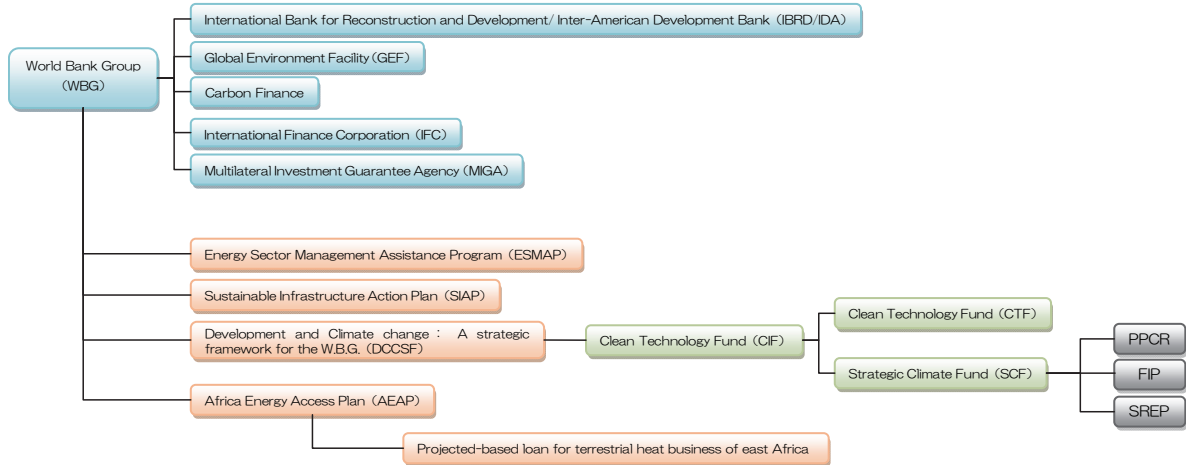 International Bank for Reconstruction and Development/ Inter-American Development Bank (IBRD/IDA)
World Bank Group
(WBG)
Global Environment Facility (GEF)
Carbon Finance
International Finance Corporation (IFC)
Multilateral Investment Guarantee Agency (MIGA)
Energy Sector Management Assistance Program (ESMAP)
Sustainable Infrastructure Action Plan (SIAP)
Development and Climate change : A strategic
framework for the W.B.G. (DCCSF)
Clean Technology Fund (CIF)
Clean Technology Fund (CTF)
Strategic Climate Fund (SCF)
PPCR
FIP
SREP
Africa Energy Access Plan (AEAP)
Projected-based loan for terrestrial heat business of east Africa